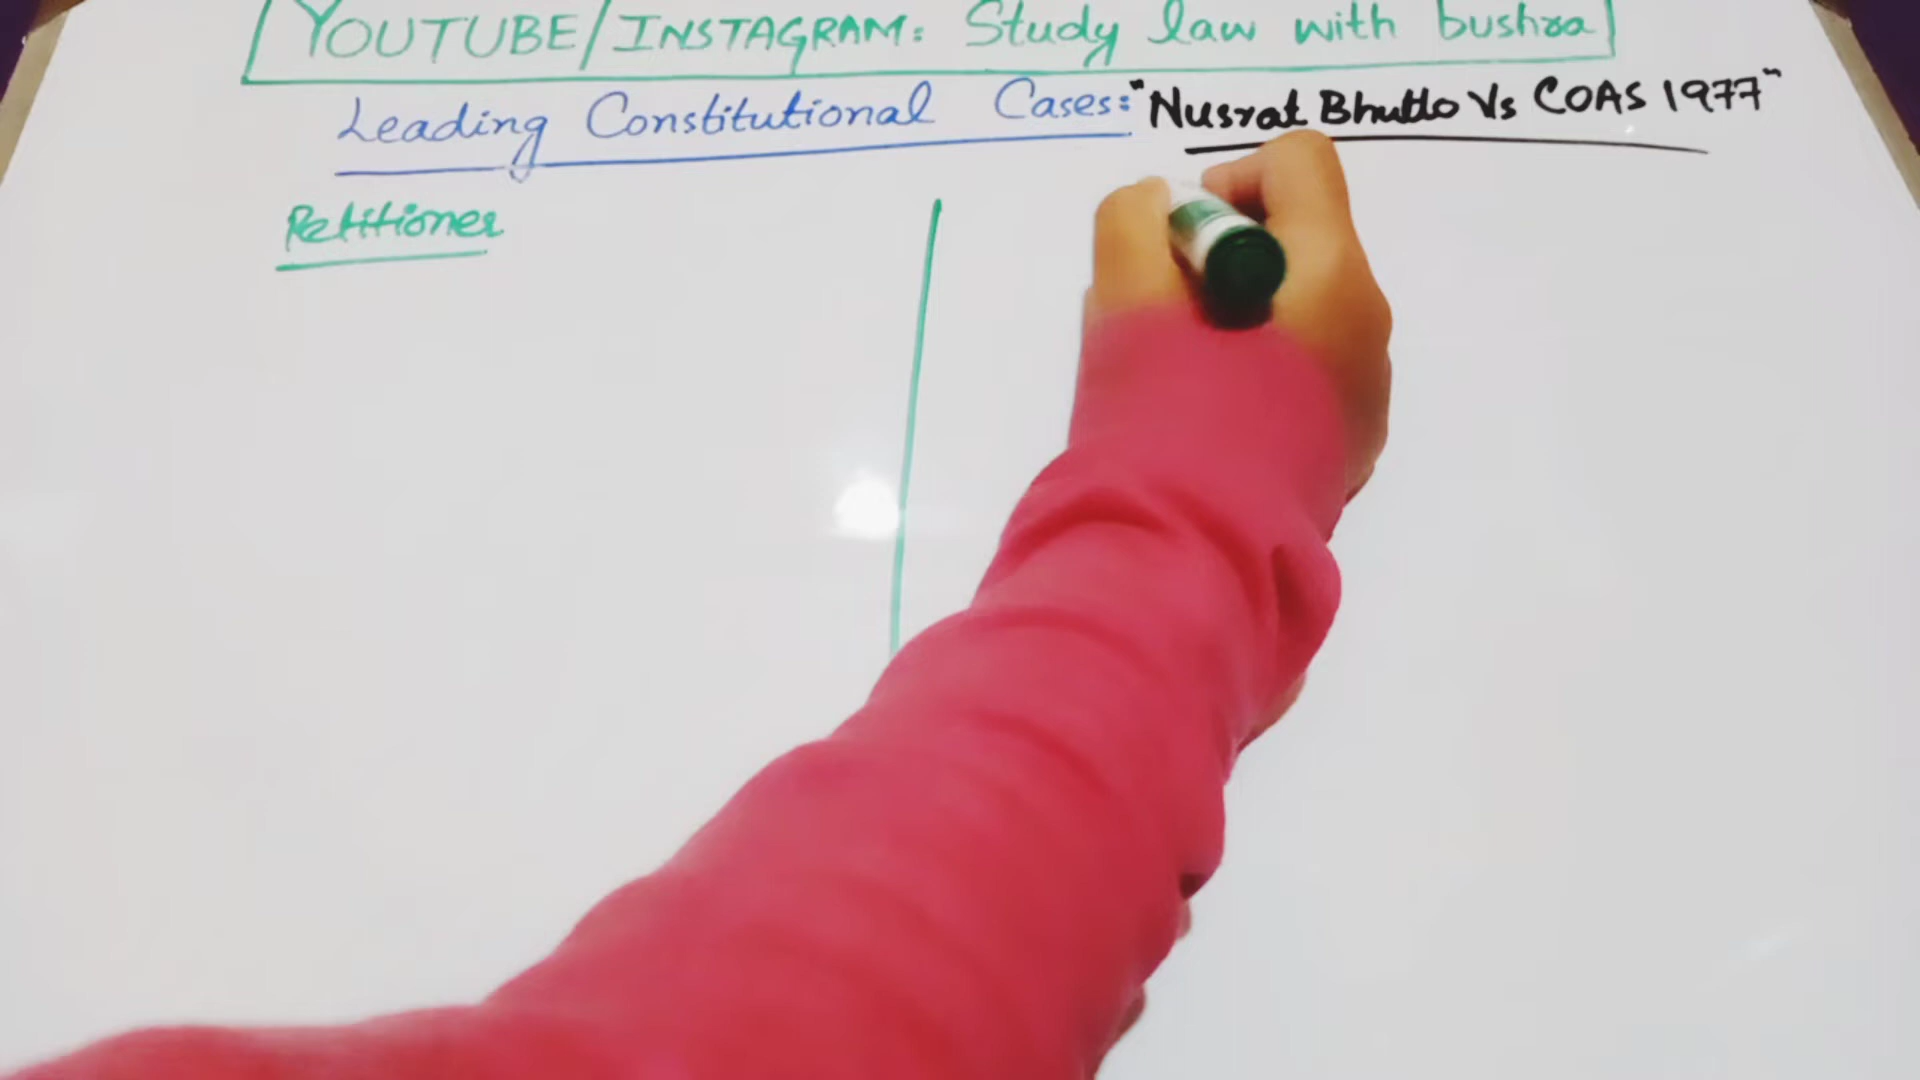 YOUTUBE/INSTAGRAM: Study law with bushra
Leading Constitutional Cases: "Nusrat Bhutto Vs COAS 1977"
Petitioner